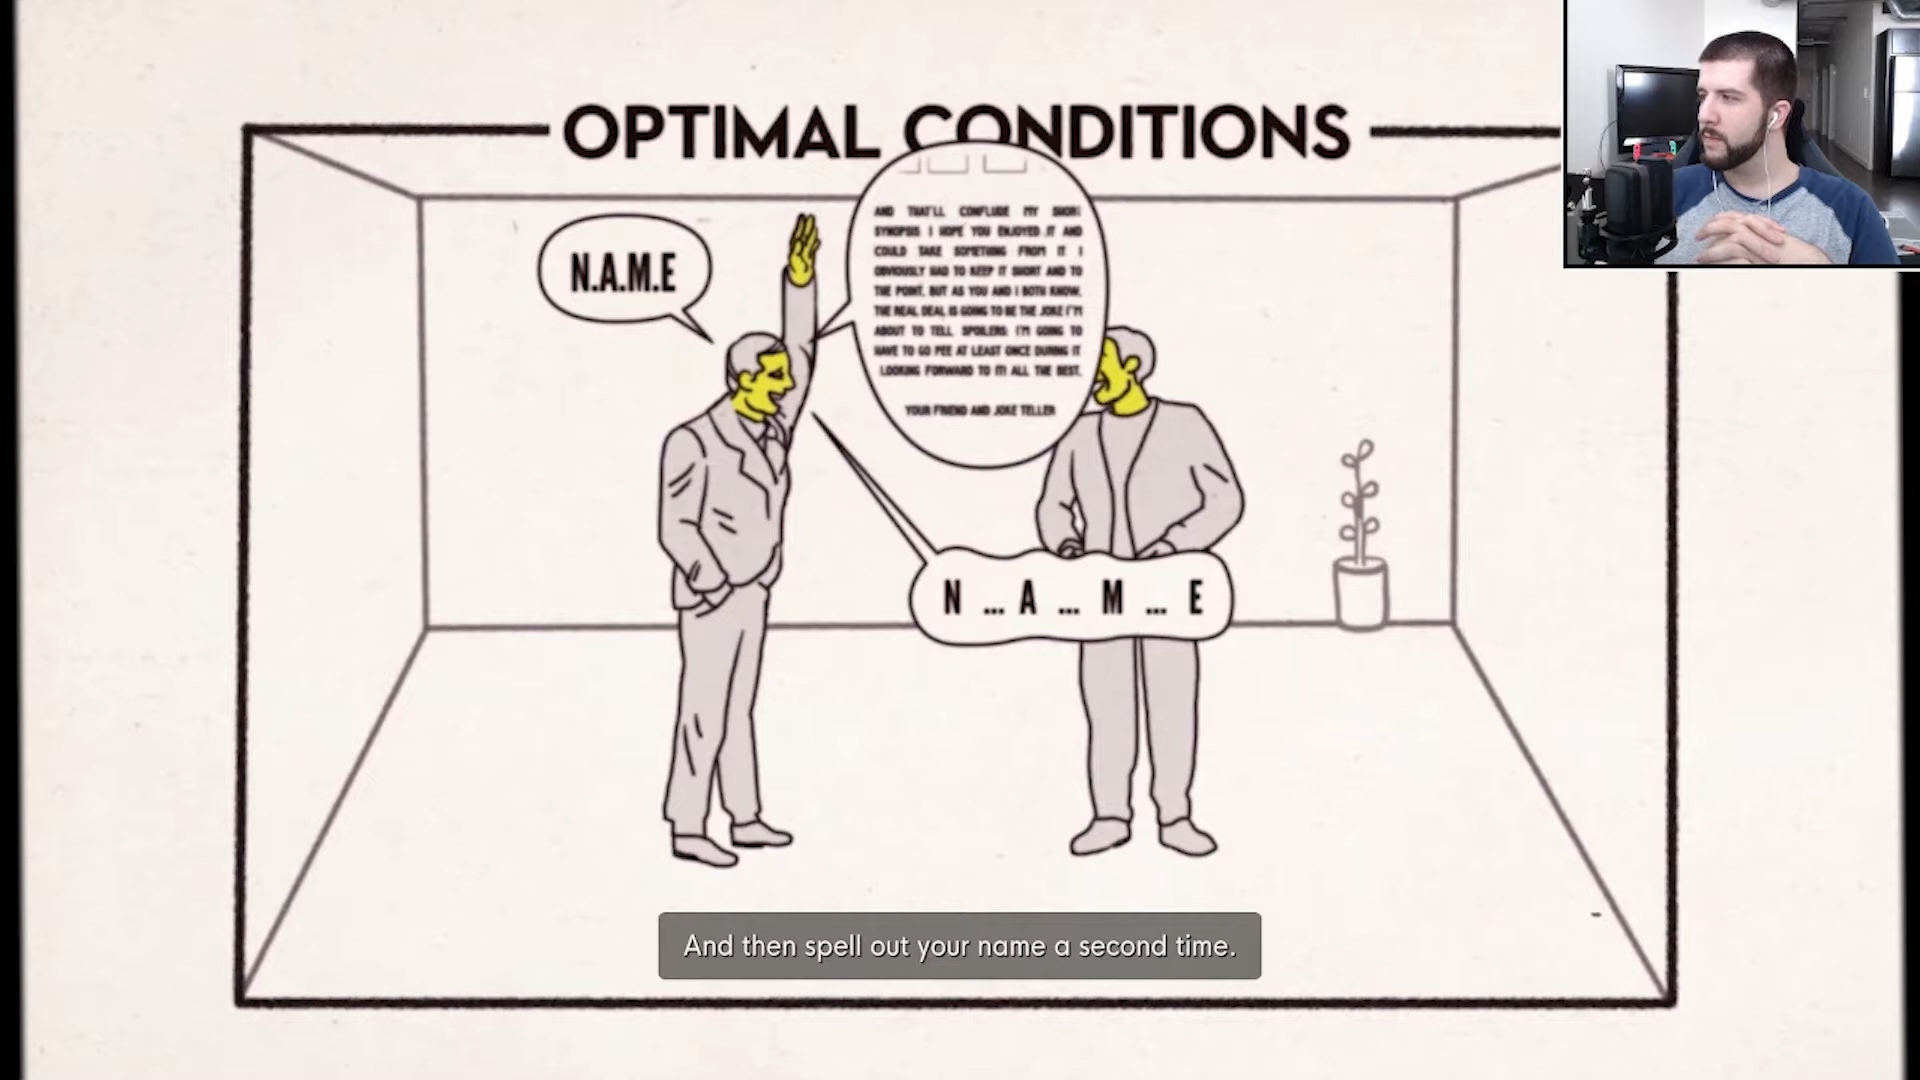 OPTIMAL CONDITIONS
N.A.M.E
AND THAT'LL CONFLUDE MY SHORT
SYNOPSIS I HOPE YOU ENJOYED IT AND
COULD TAKE SOMETHING FROM IT I
OBVIOUSLY HAD TO KEEP IT SHORT AND TO
THE POINT, BUT AS YOU AND I BOTH KNOW,
THE REAL DEAL IS GOING TO BE THE JOKE I'M
ABOUT TO TELL. SPOILERS: I'M GOING TO
HAVE TO GO PEE AT LEAST ONCE DURING IT
LOOKING FORWARD TO IT! ALL THE BEST,
YOUR FRIEND AND JOKE TELLER
N ... A ... M ... E
And then spell out your name a second time.